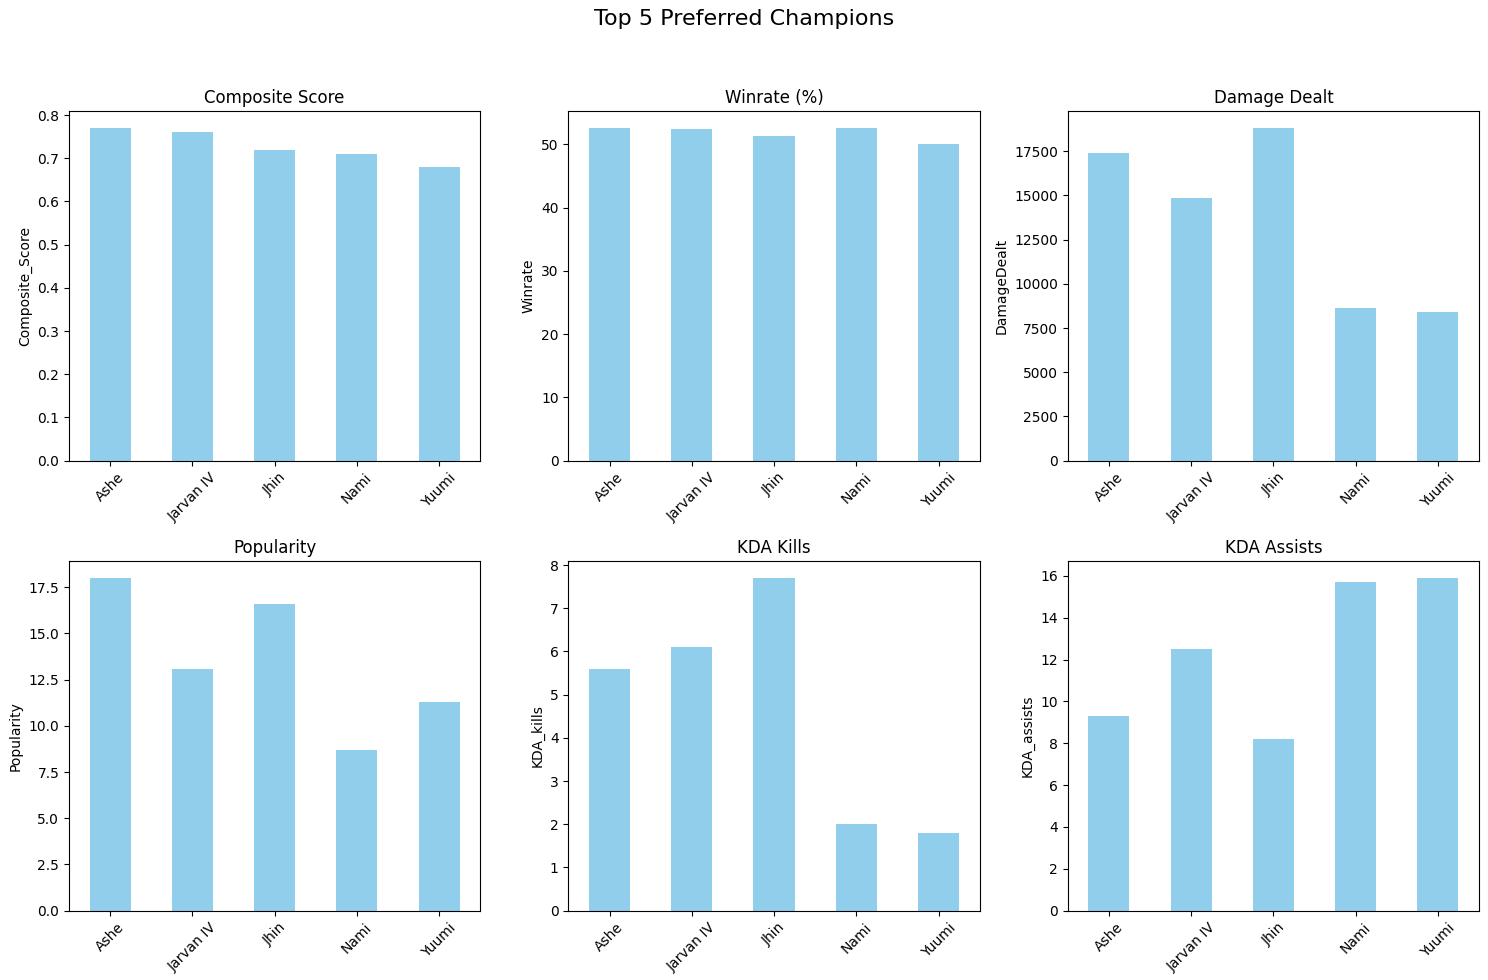 Top 5 Preferred Champions
Composite Score
Composite_Score
0.8
0.7
0.6
0.5
0.4
0.3
0.2
0.1
0.0
Ashe
Jarvan IV
Jhin
Nami
Yuumi
Winrate (%)
Winrate
50
40
30
20
10
0
Ashe
Jarvan IV
Jhin
Nami
Yuumi
Damage Dealt
DamageDealt
17500
15000
12500
10000
7500
5000
2500
0
Ashe
Jarvan IV
Jhin
Nami
Yuumi
Popularity
Popularity
17.5
15.0
12.5
10.0
7.5
5.0
2.5
0.0
Ashe
Jarvan IV
Jhin
Nami
Yuumi
KDA Kills
KDA_kills
8
7
6
5
4
3
2
1
0
Ashe
Jarvan IV
Jhin
Nami
Yuumi
KDA Assists
KDA_assists
16
14
12
10
8
6
4
2
0
Ashe
Jarvan IV
Jhin
Nami
Yuumi